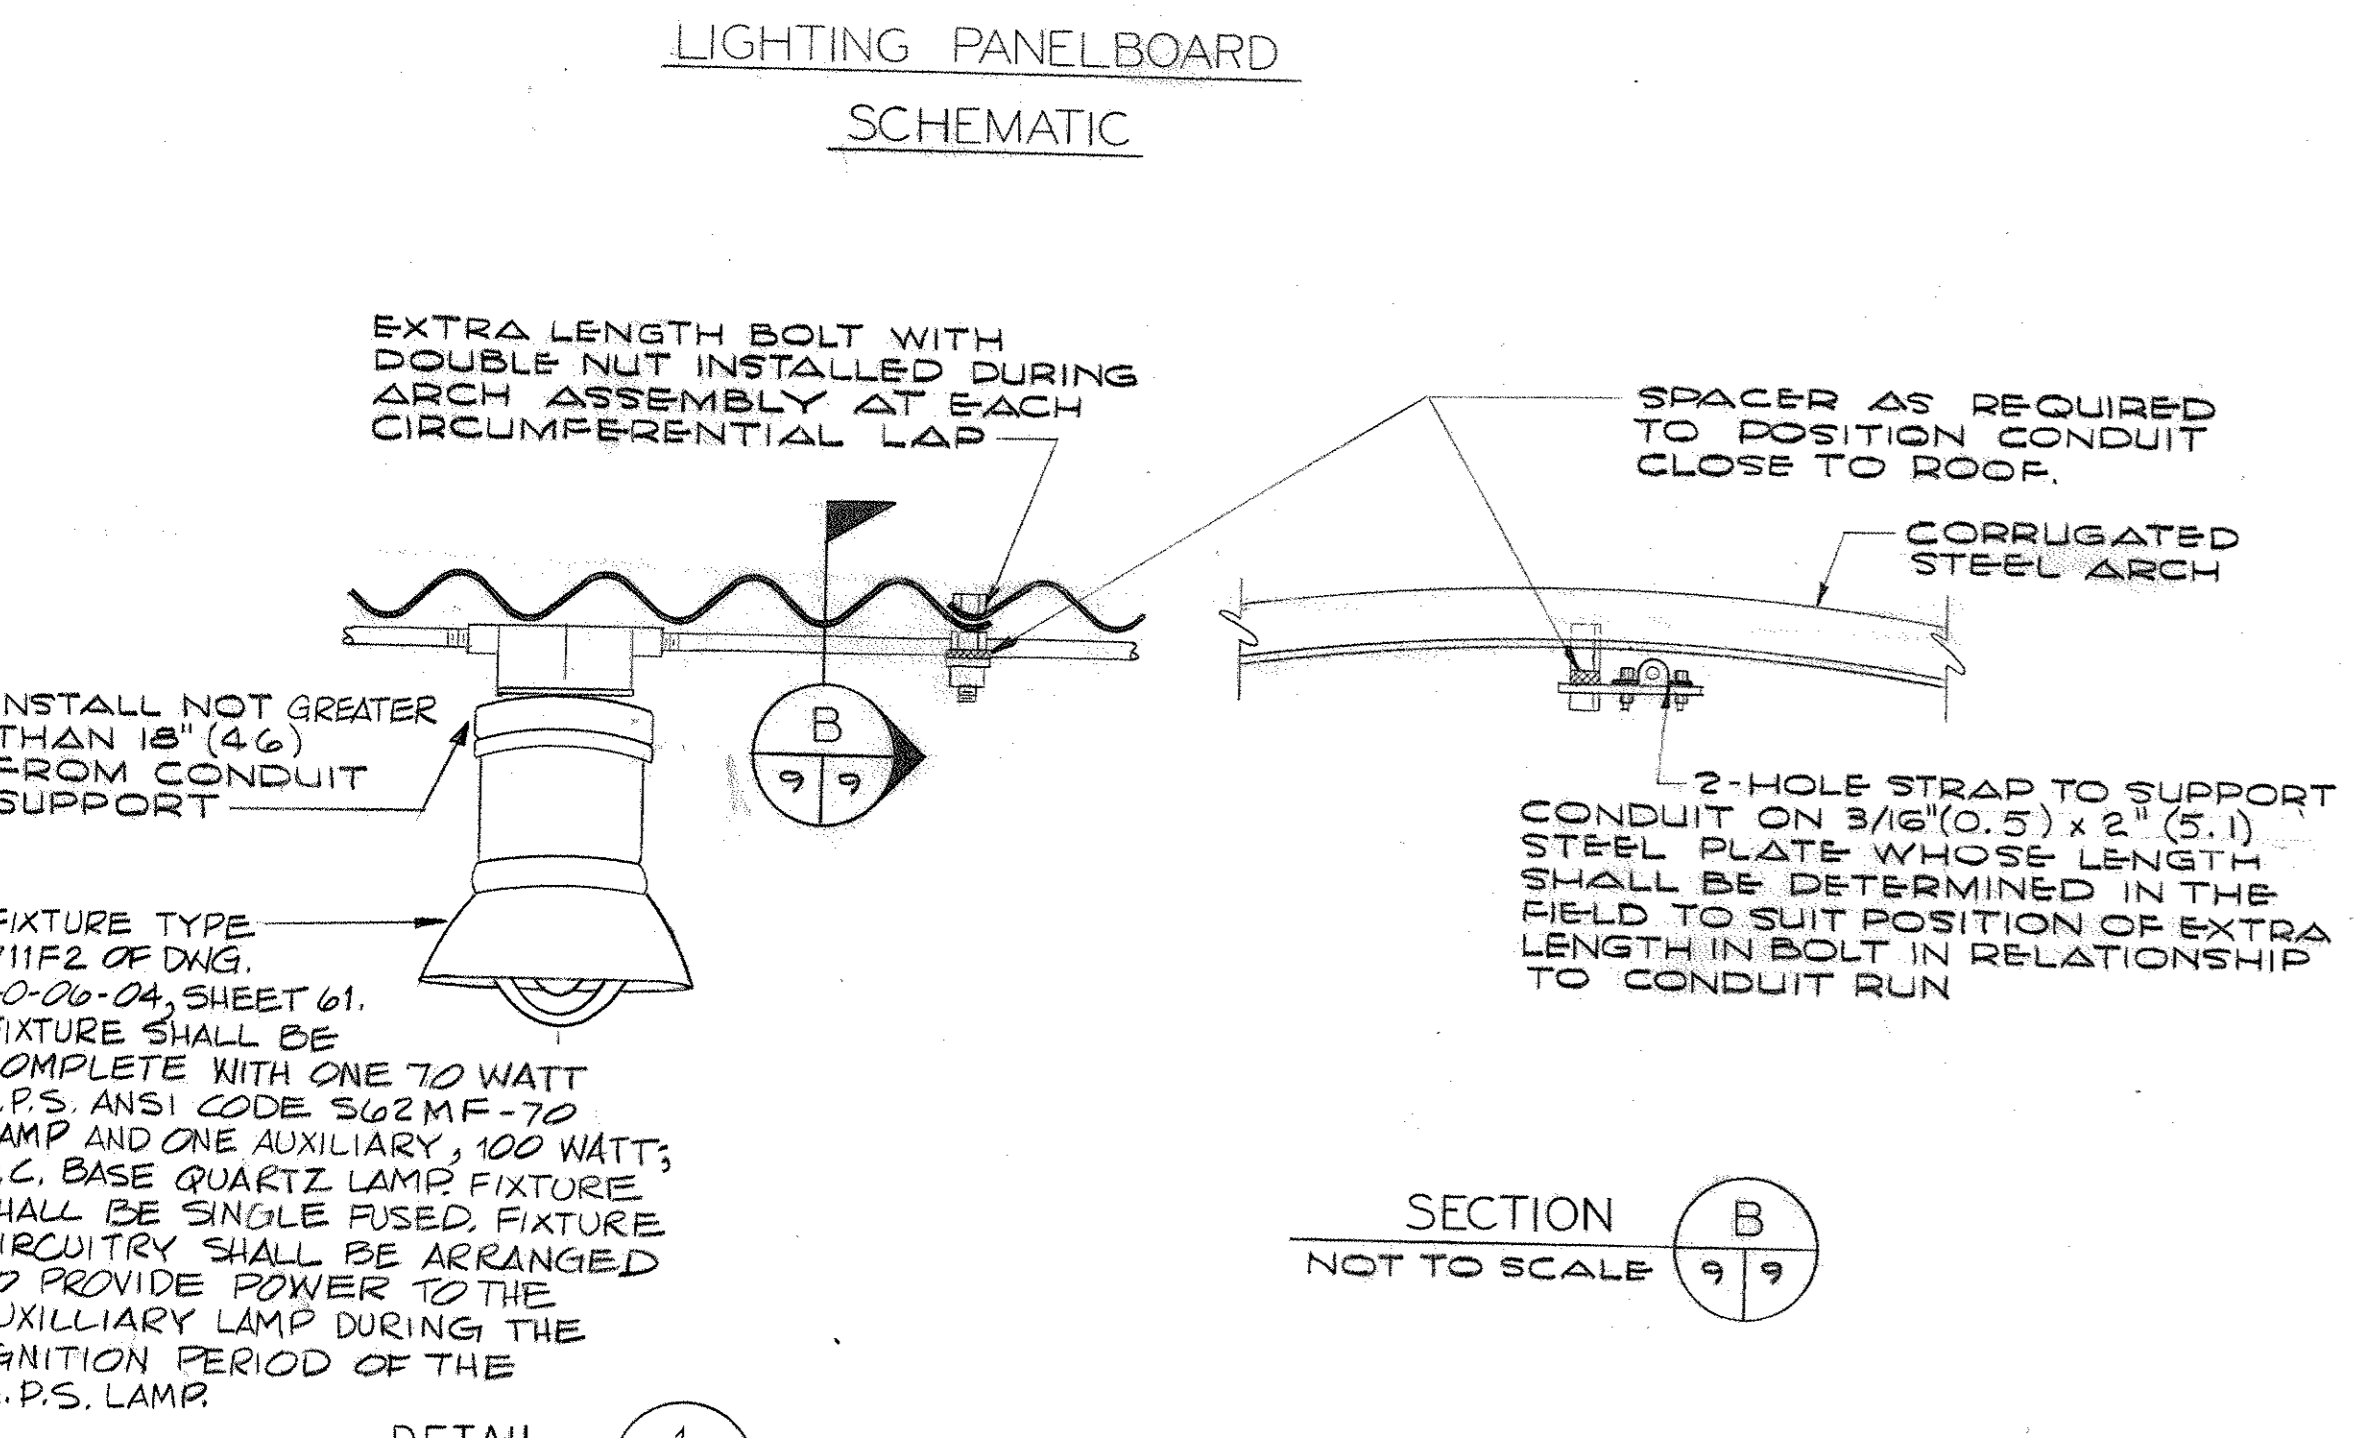 LIGHTING PANELBOARD
SCHEMATIC
EXTRA LENGTH BOLT WITH
DOUBLE NUT INSTALLED DURING
ARCH ASSEMBLY AT EACH
CIRCUMFERENTIAL LAP
SPACER AS REQUIRED
TO POSITION CONDUIT
CLOSE TO ROOF.
CORRUGATED
STEEL ARCH
NSTALL NOT GREATER
THAN 18" (46)
FROM CONDUIT
SUPPORT
B
9 9
2-HOLE STRAP TO SUPPORT
CONDUIT ON 3/16"(0.5) x 2" (5.1)
STEEL PLATE WHOSE LENGTH
SHALL BE DETERMINED IN THE
FIELD TO SUIT POSITION OF EXTRA
LENGTH IN BOLT IN RELATIONSHIP
TO CONDUIT RUN
FIXTURE TYPE
711F2 OF DWG.
-0-06-04, SHEET 61.
FIXTURE SHALL BE
OMPLETE WITH ONE 70 WATT
.P.S. ANSI CODE S62MF-70
AMP AND ONE AUXILIARY, 100 WATT;
.C. BASE QUARTZ LAMP. FIXTURE
HALL BE SINGLE FUSED. FIXTURE
IRCUITRY SHALL BE ARRANGED
O PROVIDE POWER TO THE
UXILLIARY LAMP DURING THE
GNITION PERIOD OF THE
.P.S. LAMP.
SECTION
NOT TO SCALE
B
9 9
DETAIL
1